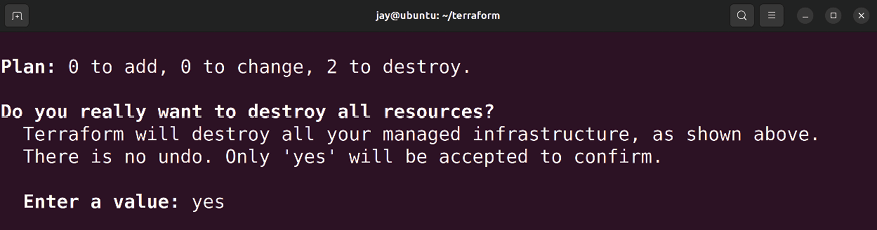 jay@ubuntu: ~/terraform
Plan: 0 to add, 0 to change, 2 to destroy.
Do you really want to destroy all resources?
Terraform will destroy all your managed infrastructure, as shown above.
There is no undo. Only 'yes' will be accepted to confirm.
Enter a value: yes